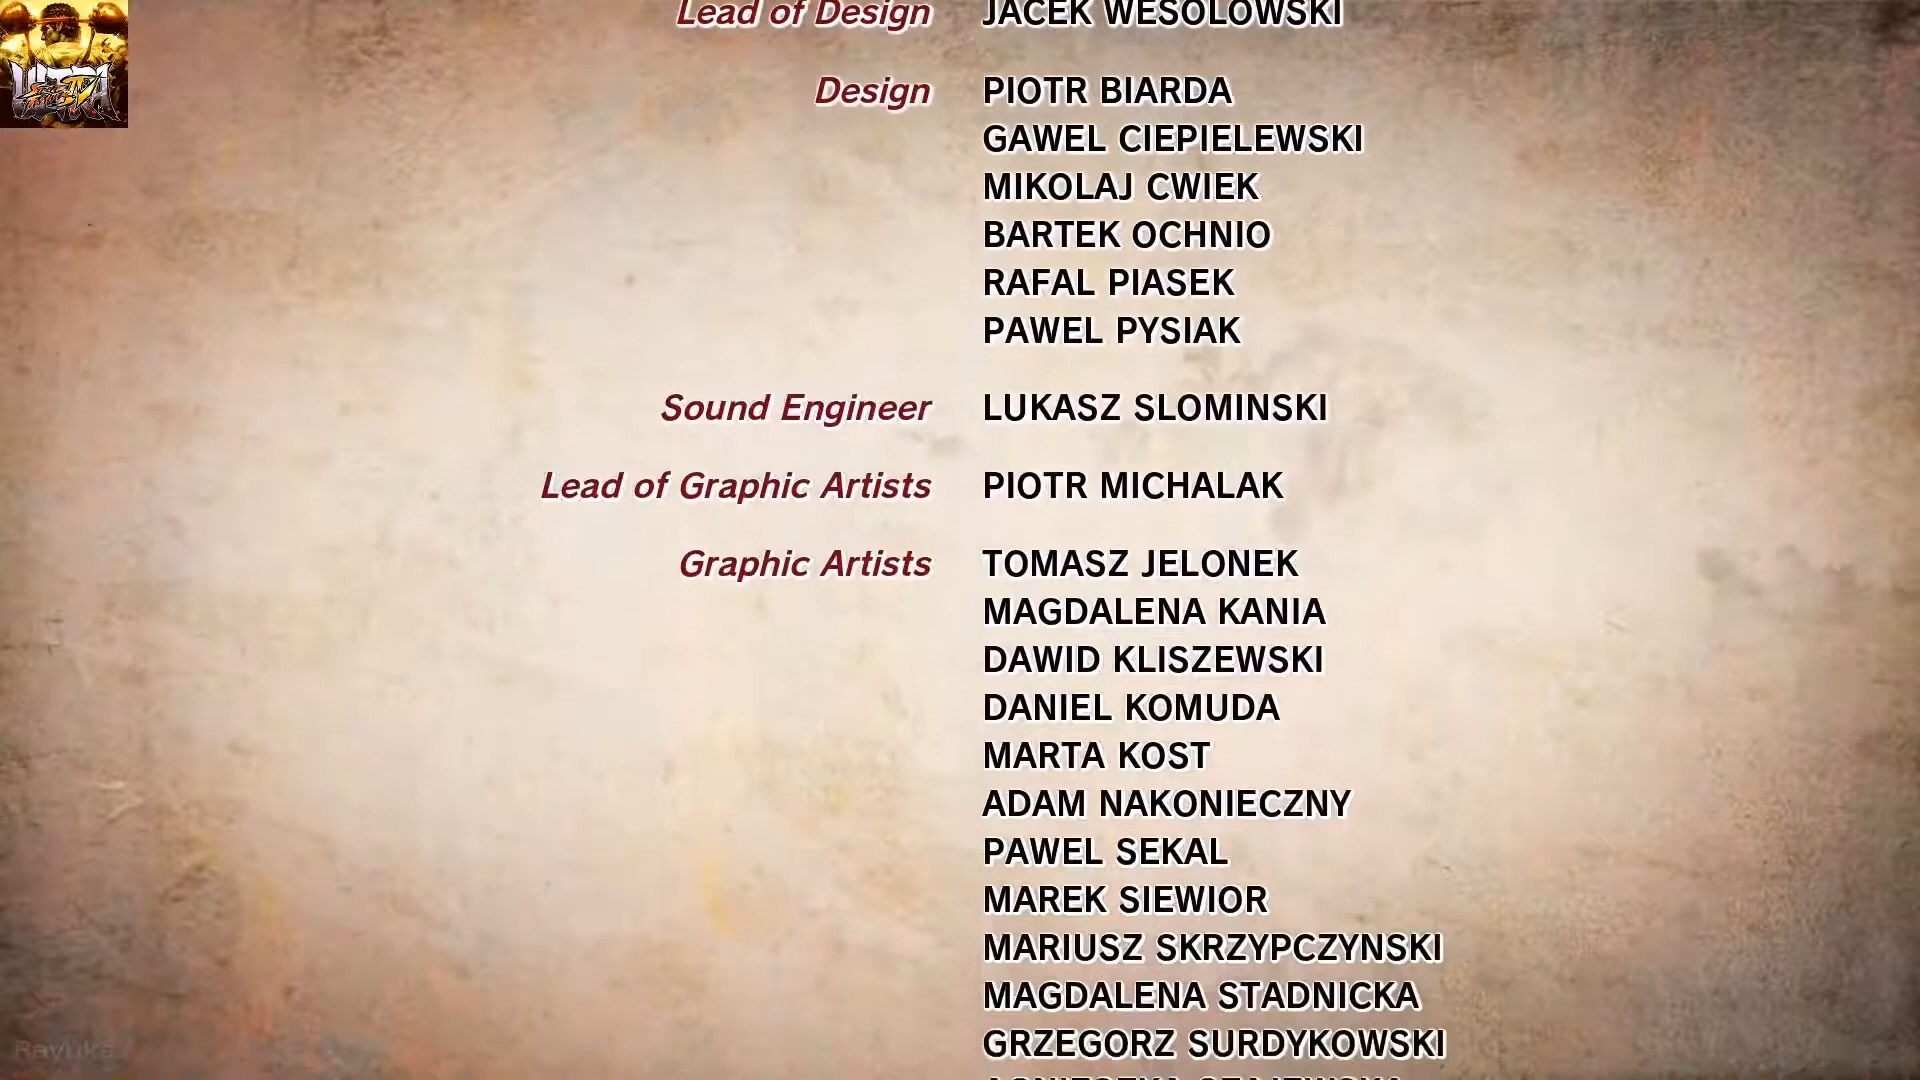 Lead of Design JACEK WESOLOWSKI
Design PIOTR BIARDA
GAWEL CIEPIELEWSKI
MIKOLAJ CWIEK
BARTEK OCHNIO
RAFAL PIASEK
PAWEL PYSIAK
Sound Engineer LUKASZ SLOMINSKI
Lead of Graphic Artists PIOTR MICHALAK
Graphic Artists TOMASZ JELONEK
MAGDALENA KANIA
DAWID KLISZEWSKI
DANIEL KOMUDA
MARTA KOST
ADAM NAKONIECZNY
PAWEL SEKAL
MAREK SIEWIOR
MARIUSZ SKRZYPCZYNSKI
MAGDALENA STADNICKA
GRZEGORZ SURDYKOWSKI